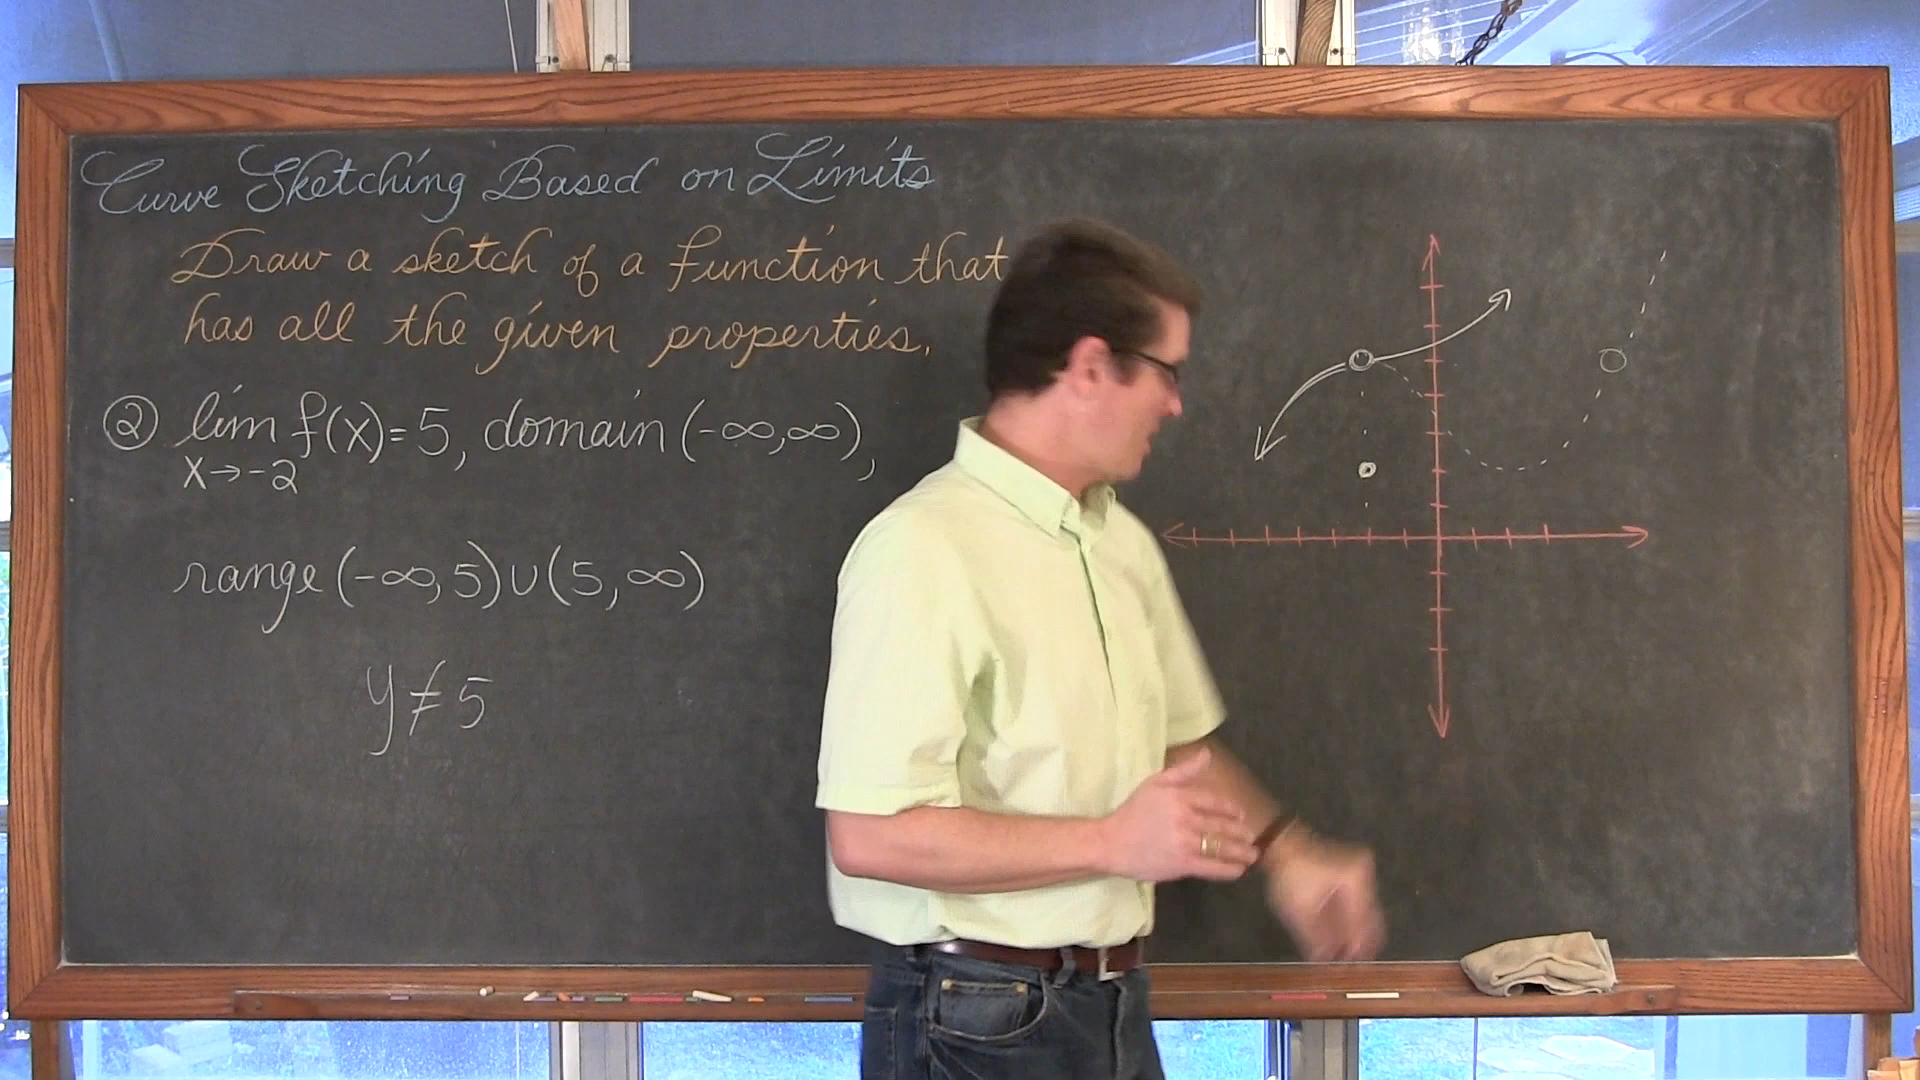 Curve Sketching Based on Limits
Draw a sketch of a function that
has all the given properties.
② lim f(x)=5, domain (-∞,∞),
x→-2
range (-∞,5)∪(5,∞)
y≠5